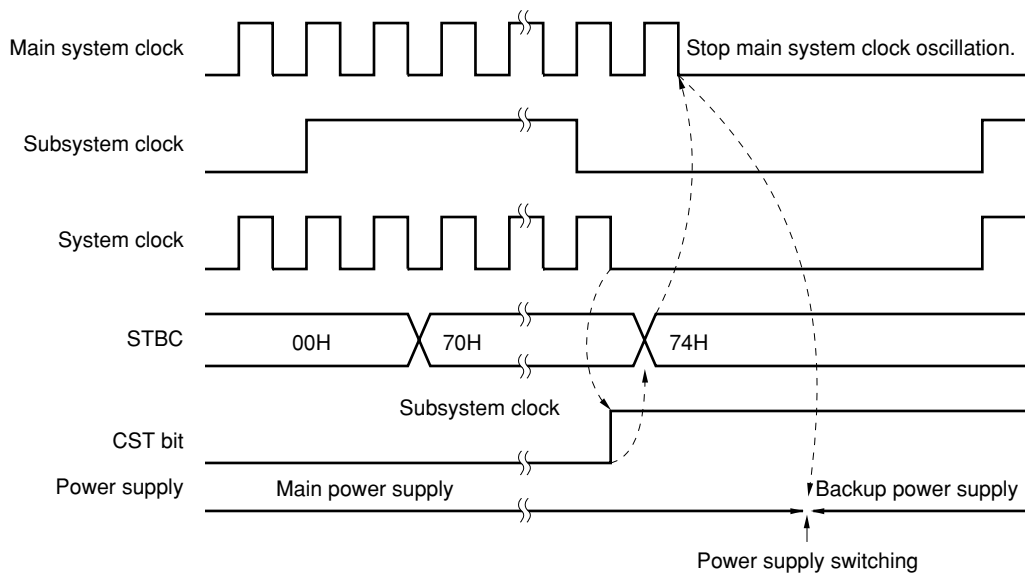 Main system clock
Stop main system clock oscillation.
Subsystem clock
System clock
STBC
00H
70H
74H
Subsystem clock
CST bit
Power supply
Main power supply
Backup power supply
Power supply switching